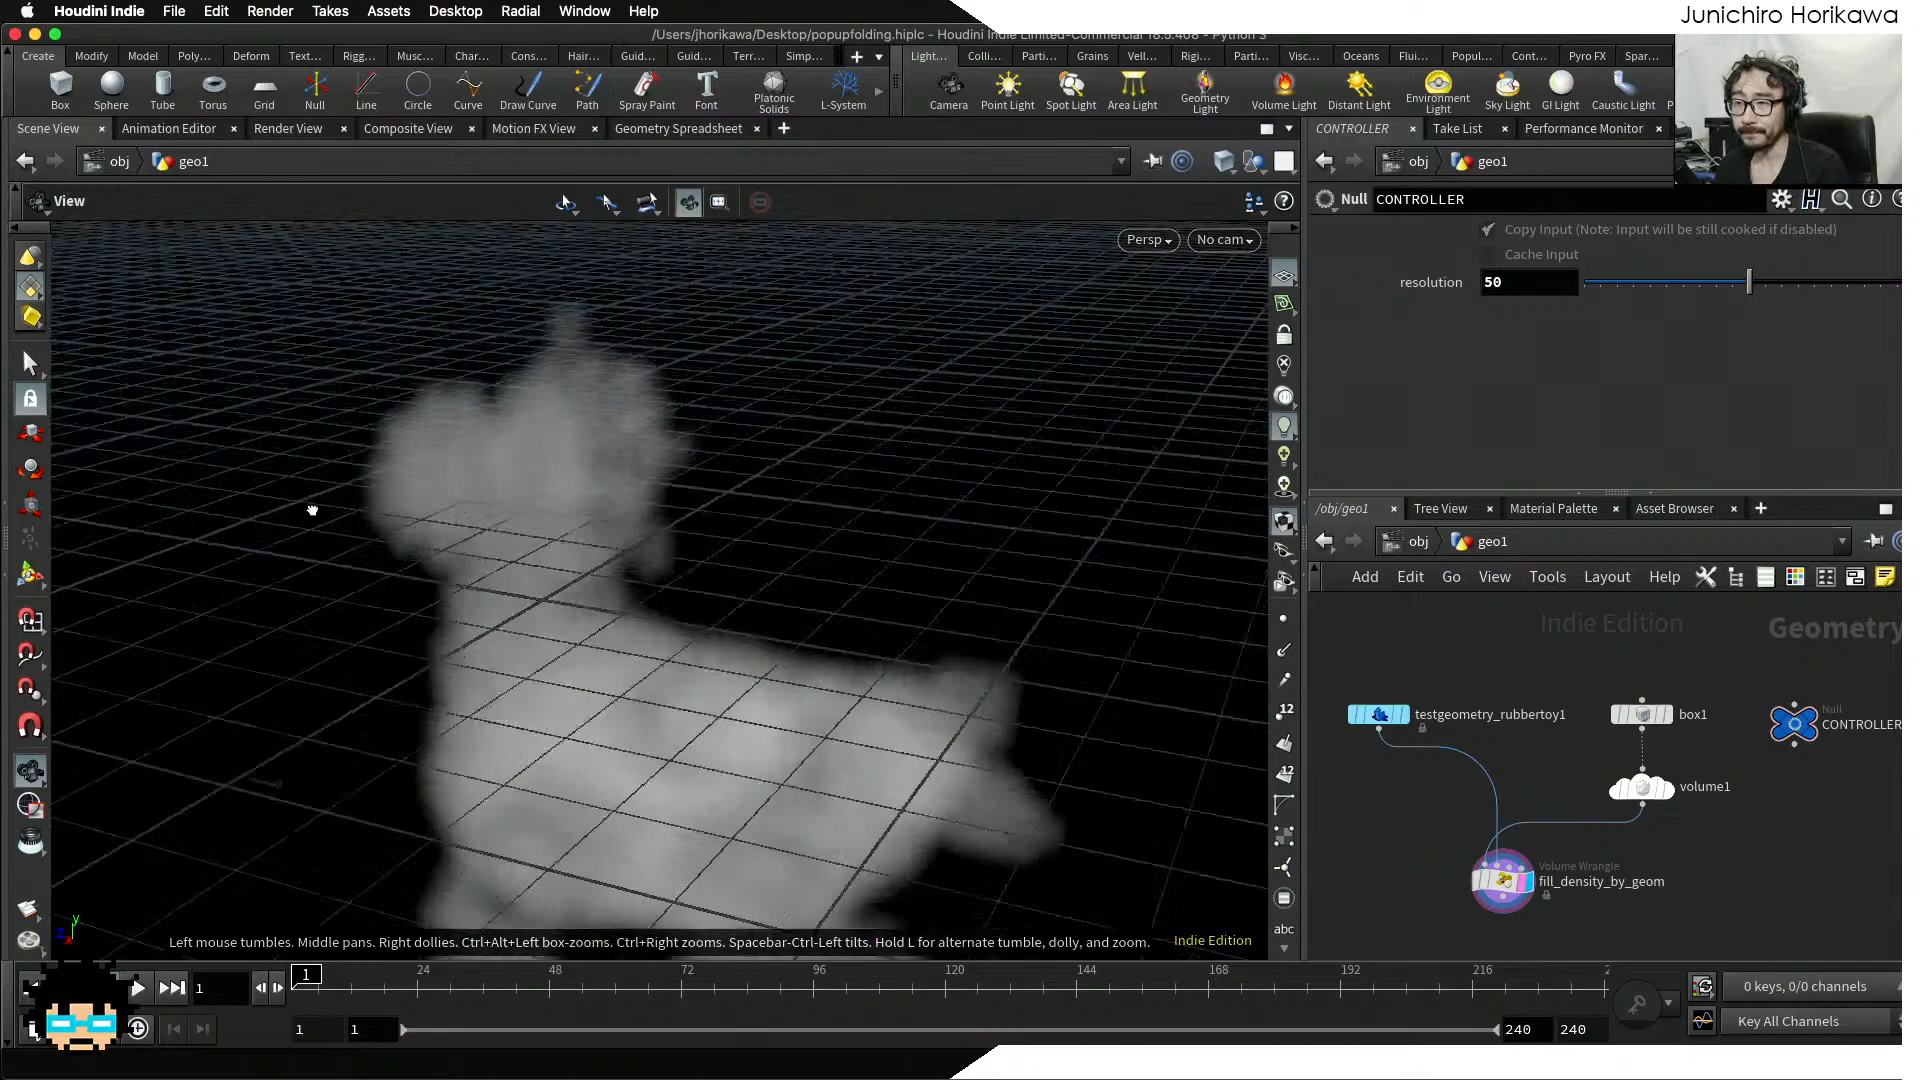 Junichiro Horikawa
Houdini Indie File Edit Render Takes Assets Desktop Radial Window Help
/Users/jhorikawa/Desktop/popupfolding.hiplc - Houdini Indie Limited-Commercial 18.5.408 - Python 3
Create Modify Model Poly... Deform Text... Rigg... Musc... Char... Cons... Hair... Guid... Guid... Terr... Simp...
Light... Colli... Parti... Grains Vell... Rigi... Parti... Visc... Oceans Flui... Popul... Cont... Pyro FX Spar...
Box Sphere Tube Torus Grid Null Line Circle Curve Draw Curve Path Spray Paint Font Platonic Solids L-System
Camera Point Light Spot Light Area Light Geometry Light Volume Light Distant Light Environment Light Sky Light GI Light Caustic Light P
Scene View Animation Editor Render View Composite View Motion FX View Geometry Spreadsheet
CONTROLLER Take List Performance Monitor
obj geo1
obj geo1
View
Null CONTROLLER
Persp No cam
Copy Input (Note: Input will be still cooked if disabled)
Cache Input
resolution 50
/obj/geo1 Tree View Material Palette Asset Browser
obj geo1
Add Edit Go View Tools Layout Help
Indie Edition Geometry
testgeometry_rubbertoy1
box1
Null
CONTROLLER
volume1
Volume Wrangle
fill_density_by_geom
12
12
abc
y
z x
Left mouse tumbles. Middle pans. Right dollies. Ctrl+Alt+Left box-zooms. Ctrl+Right zooms. Spacebar-Ctrl-Left tilts. Hold L for alternate tumble, dolly, and zoom.
Indie Edition
1 1 24 48 72 96 120 144 168 192 216 2
0 keys, 0/0 channels
1 1 240 240
Key All Channels